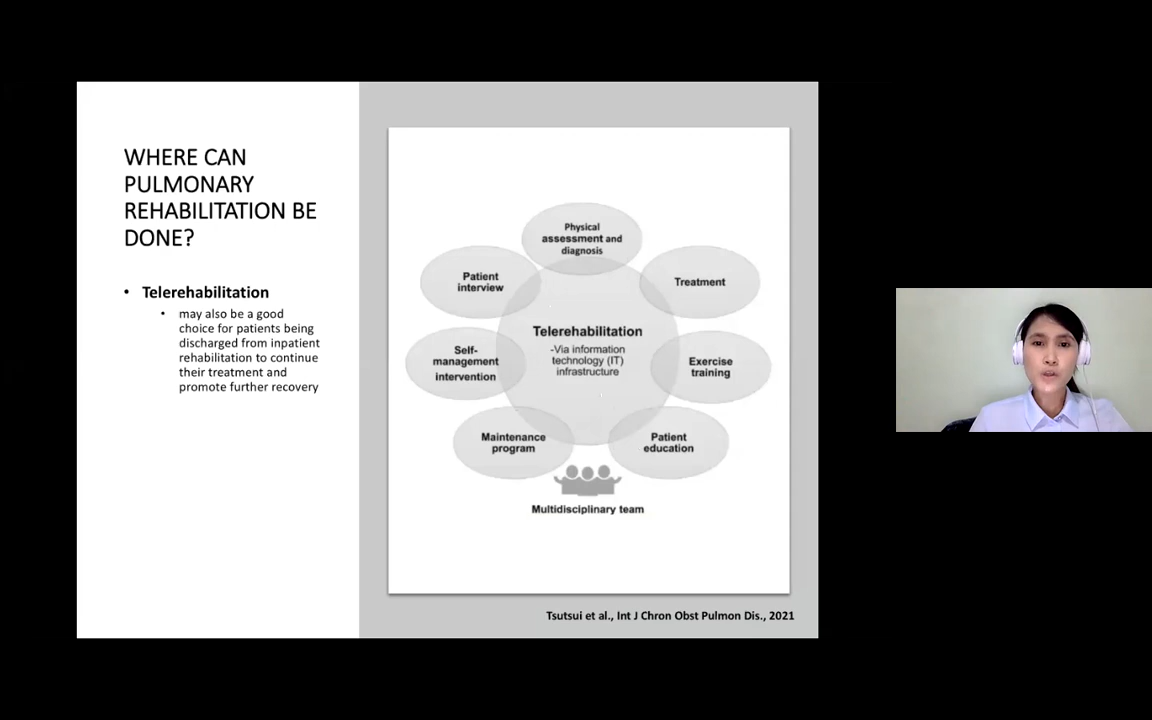 WHERE CAN
PULMONARY
REHABILITATION BE
DONE?
• Telerehabilitation
• may also be a good
choice for patients being
discharged from inpatient
rehabilitation to continue
their treatment and
promote further recovery
Physical
assessment and
diagnosis
Patient
interview
Treatment
Telerehabilitation
-Via information
technology (IT)
infrastructure
Self-
management
intervention
Exercise
training
Maintenance
program
Patient
education
Multidisciplinary team
Tsutsui et al., Int J Chron Obst Pulmon Dis., 2021